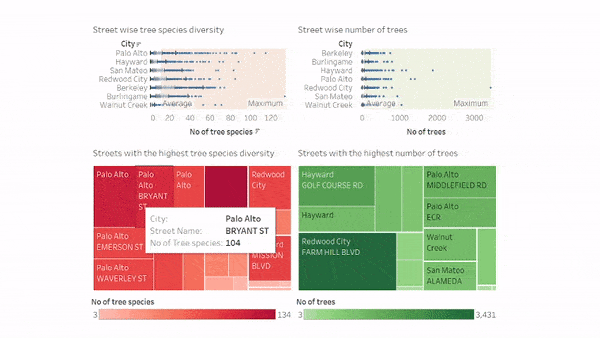 Street wise tree species diversity
City
Palo Alto
Hayward
San Mateo
Redwood City
Berkeley
Burlingame
Walnut Creek
Average
Maximum
0 20 40 60 80 100 120
No of tree species
Street wise number of trees
City
Berkeley
Burlingame
Hayward
Palo Alto
Redwood City
San Mateo
Walnut Creek
Average
Maximum
0 1000 2000 3000
No of trees
Streets with the highest tree species diversity
Palo Alto
Palo
Alto
BRYANT
ST
Palo
Alto
Redwood
City
Palo Alto
EMERSON ST
Palo Alto
WAVERLEY ST
MISSION
BLVD
City: Palo Alto
Street Name: BRYANT ST
No of Tree species: 104
No of tree species
3 134
Streets with the highest number of trees
Hayward
GOLF COURSE RD
Hayward
Redwood City
FARM HILL BLVD
Palo Alto
MIDDLEFIELD RD
Palo Alto
ECR
Walnut
Creek
San Mateo
ALAMEDA
No of trees
3 3,431